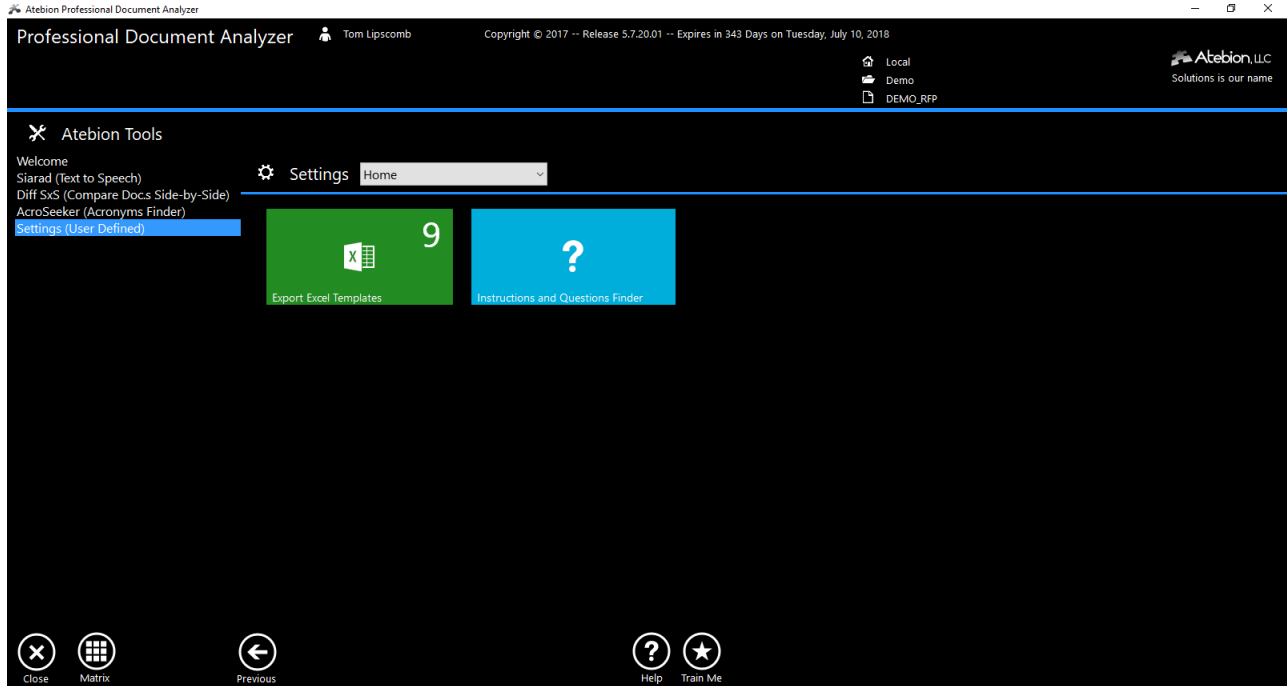 Atebion Professional Document Analyzer
Professional Document Analyzer
Tom Lipscomb
Copyright © 2017 -- Release 5.7.20.01 -- Expires in 343 Days on Tuesday, July 10, 2018
Local
Demo
DEMO_RFP
Atebion, LLC
Solutions is our name
Atebion Tools
Welcome
Siarad (Text to Speech)
Diff SxS (Compare Doc.s Side-by-Side)
AcroSeeker (Acronyms Finder)
Settings (User Defined)
Settings
Home
9
Export Excel Templates
?
Instructions and Questions Finder
Close
Matrix
Previous
Help
Train Me